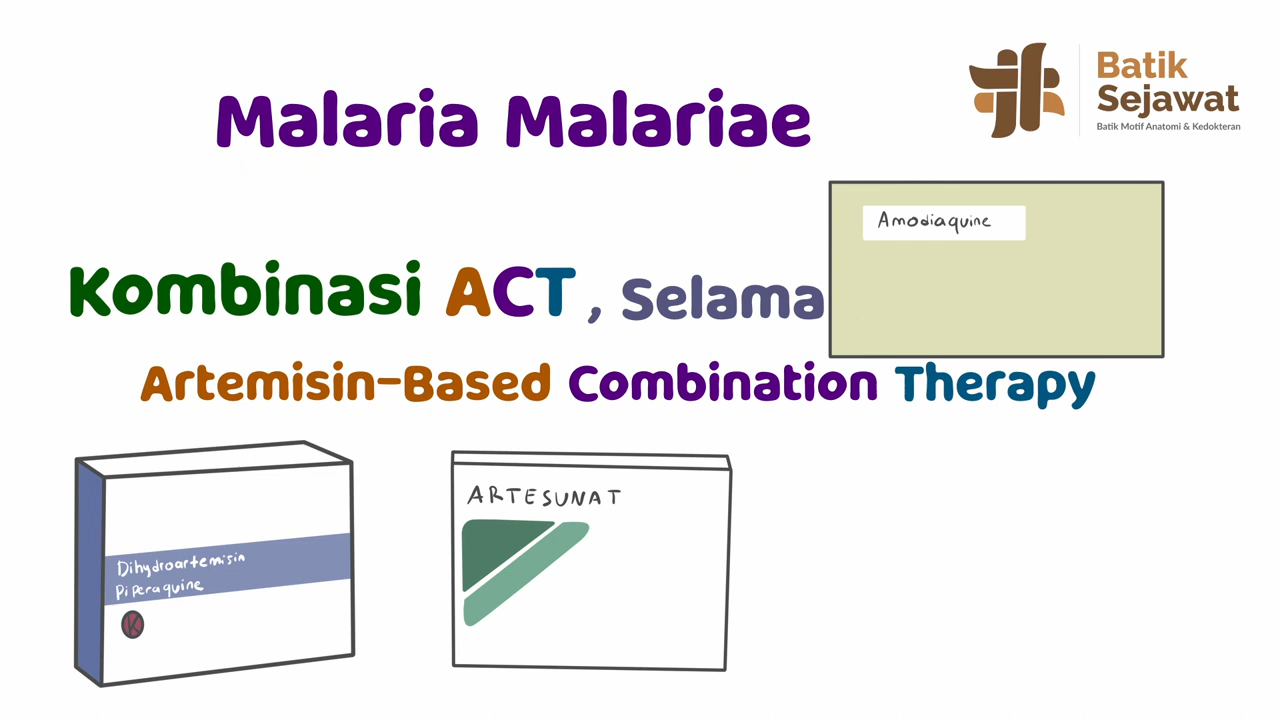 Malaria Malariae
Batik
Sejawat
Batik Motif Anatomi & Kedokteran
Amodiaquine
Kombinasi ACT, Selama
Artemisin-Based Combination Therapy
Dihydroartemisin
Piperaquine
K
ARTESUNAT